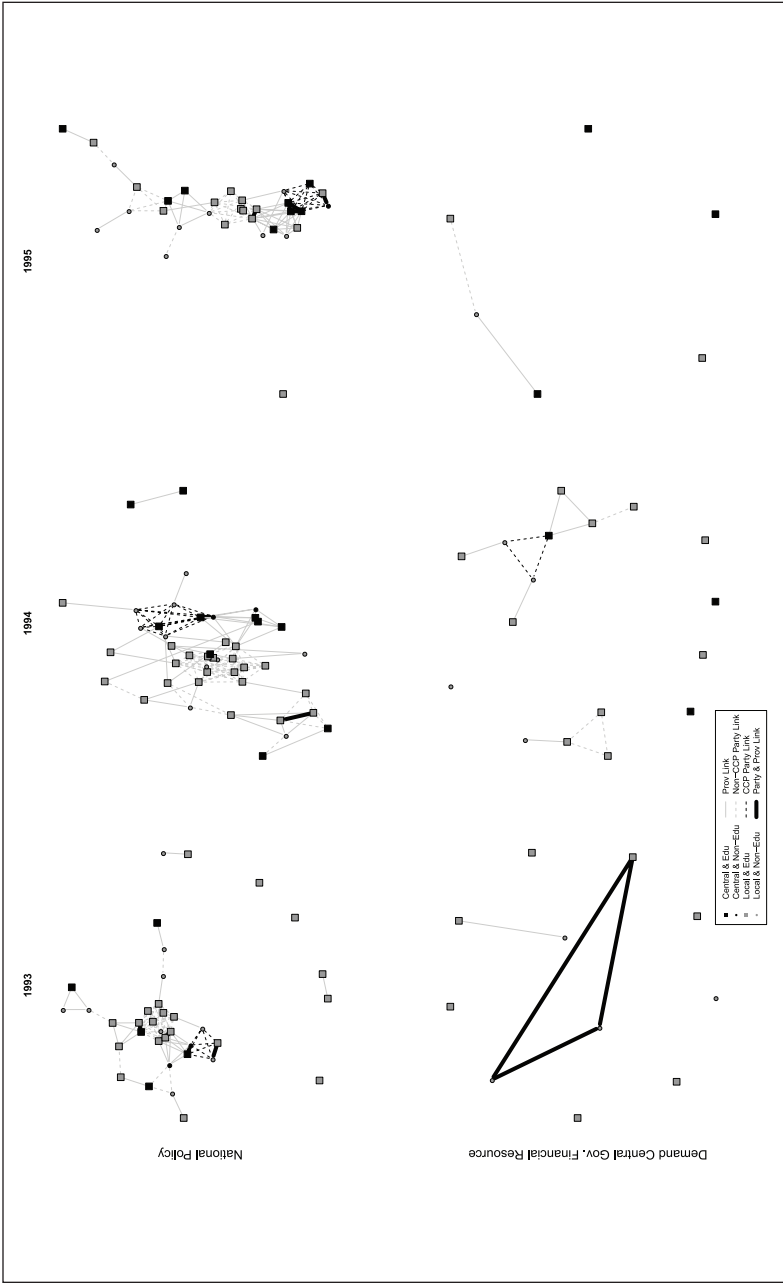 1993
1994
1995
National Policy
Demand Central Gov. Financial Resource
Central & Edu
Central & Non−Edu
Local & Edu
Local & Non−Edu
Prov Link
Non−CCP Party Link
CCP Party Link
Party & Prov Link